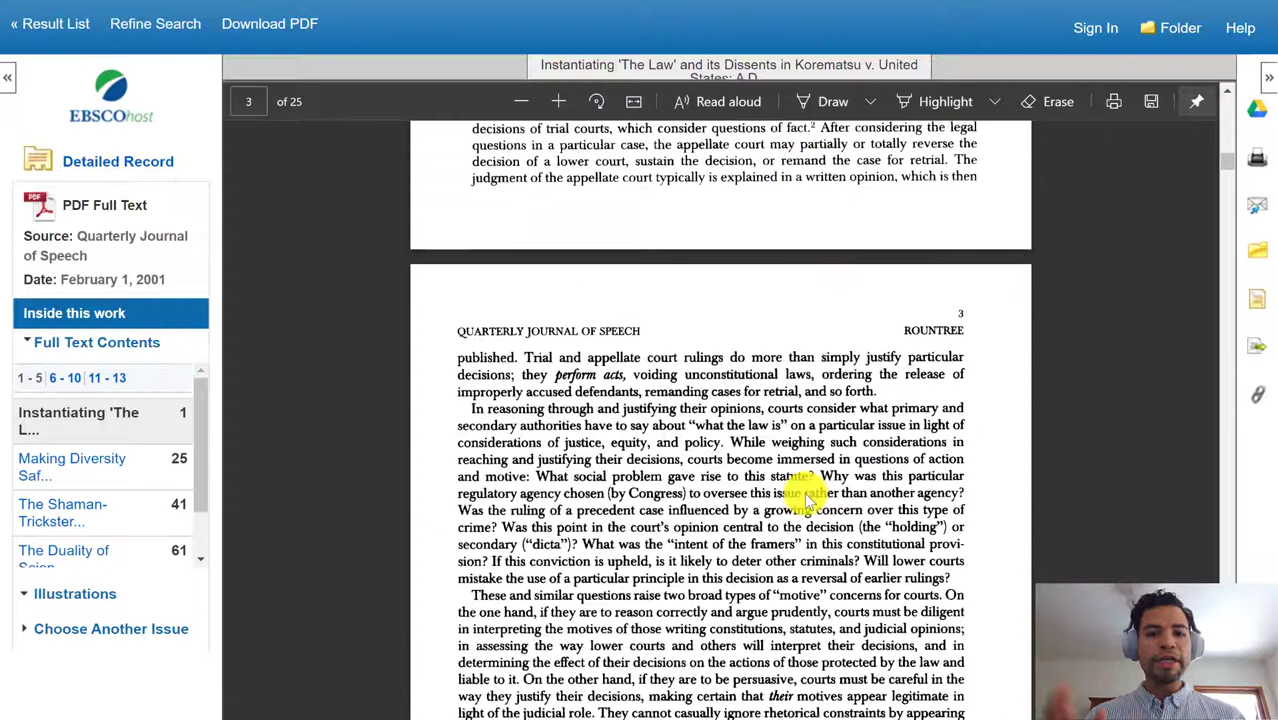 « Result List
Refine Search
Download PDF
Sign In
Folder
Help
«
»
Instantiating 'The Law' and its Dissents in Korematsu v. United
States: A D
EBSCOhost
Detailed Record
PDF
PDF Full Text
Source: Quarterly Journal
of Speech
Date: February 1, 2001
Inside this work
Full Text Contents
1 - 5 6 - 10 11 - 13
Instantiating 'The 1
L...
Making Diversity 25
Saf...
The Shaman- 41
Trickster...
The Duality of 61
Scien
Illustrations
Choose Another Issue
3 of 25
Read aloud
Draw
Highlight
Erase
decisions of trial courts, which consider questions of fact.² After considering the legal
questions in a particular case, the appellate court may partially or totally reverse the
decision of a lower court, sustain the decision, or remand the case for retrial. The
judgment of the appellate court typically is explained in a written opinion, which is then
3
QUARTERLY JOURNAL OF SPEECH ROUNTREE
published. Trial and appellate court rulings do more than simply justify particular
decisions; they perform acts, voiding unconstitutional laws, ordering the release of
improperly accused defendants, remanding cases for retrial, and so forth.
In reasoning through and justifying their opinions, courts consider what primary and
secondary authorities have to say about “what the law is” on a particular issue in light of
considerations of justice, equity, and policy. While weighing such considerations in
reaching and justifying their decisions, courts become immersed in questions of action
and motive: What social problem gave rise to this statute? Why was this particular
regulatory agency chosen (by Congress) to oversee this issue rather than another agency?
Was the ruling of a precedent case influenced by a growing concern over this type of
crime? Was this point in the court's opinion central to the decision (the “holding”) or
secondary (“dicta”)? What was the “intent of the framers” in this constitutional provi-
sion? If this conviction is upheld, is it likely to deter other criminals? Will lower courts
mistake the use of a particular principle in this decision as a reversal of earlier rulings?
These and similar questions raise two broad types of “motive” concerns for courts. On
the one hand, if they are to reason correctly and argue prudently, courts must be diligent
in interpreting the motives of those writing constitutions, statutes, and judicial opinions;
in assessing the way lower courts and others will interpret their decisions, and in
determining the effect of their decisions on the actions of those protected by the law and
liable to it. On the other hand, if they are to be persuasive, courts must be careful in the
way they justify their decisions, making certain that their motives appear legitimate in
light of the judicial role. They cannot casually ignore rhetorical constraints by appearing